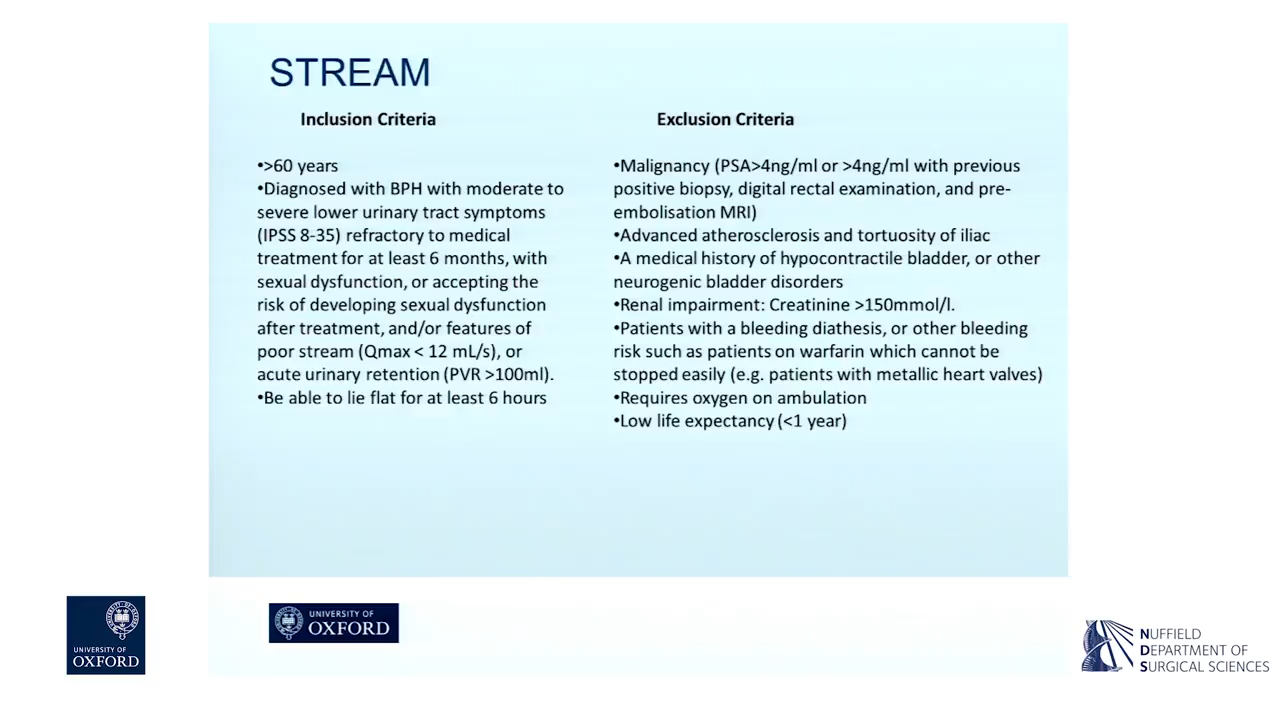 STREAM
Inclusion Criteria
•>60 years
•Diagnosed with BPH with moderate to
severe lower urinary tract symptoms
(IPSS 8-35) refractory to medical
treatment for at least 6 months, with
sexual dysfunction, or accepting the
risk of developing sexual dysfunction
after treatment, and/or features of
poor stream (Qmax < 12 mL/s), or
acute urinary retention (PVR >100ml).
•Be able to lie flat for at least 6 hours
Exclusion Criteria
•Malignancy (PSA>4ng/ml or >4ng/ml with previous
positive biopsy, digital rectal examination, and pre-
embolisation MRI)
•Advanced atherosclerosis and tortuosity of iliac
•A medical history of hypocontractile bladder, or other
neurogenic bladder disorders
•Renal impairment: Creatinine >150mmol/l.
•Patients with a bleeding diathesis, or other bleeding
risk such as patients on warfarin which cannot be
stopped easily (e.g. patients with metallic heart valves)
•Requires oxygen on ambulation
•Low life expectancy (<1 year)
UNIVERSITY OF
OXFORD
UNIVERSITY OF
OXFORD
NUFFIELD
DEPARTMENT OF
SURGICAL SCIENCES